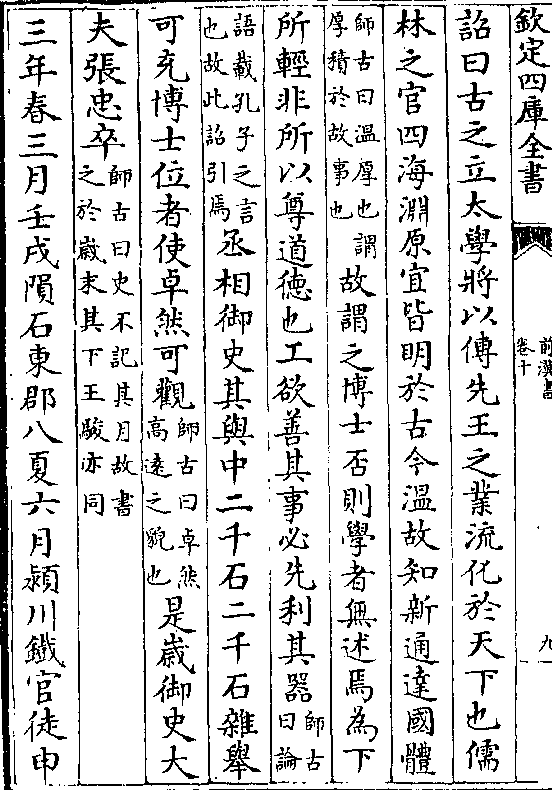 欽定四庫全書
前漢書
卷十
九
詔曰古之立太學將以傳先王之業流化於天下也儒
林之官四海淵原宜皆明於古今溫故知新通達國體
師古曰溫厚也謂
厚積於故事也
故謂之博士否則學者無述焉為下
所輕非所以尊道德也工欲善其事必先利其器
師古
曰論
語載孔子之言
也故此詔引焉
丞相御史其與中二千石二千石雜舉
可充博士位者使卓然可觀
師古曰卓然
高逺之貌也
是嵗御史大
夫張忠卒
師古曰史不記其月故書
之於嵗末其下王駿亦同
三年春三月壬戌隕石東郡八夏六月潁川鐵官徒申